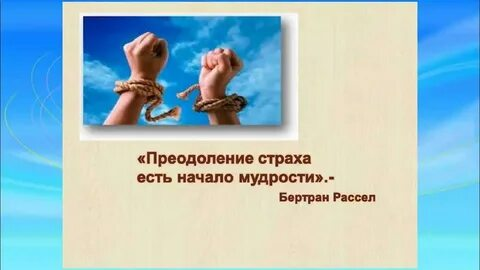 «Преодоление страха
есть начало мудрости».-
Бертран Рассел